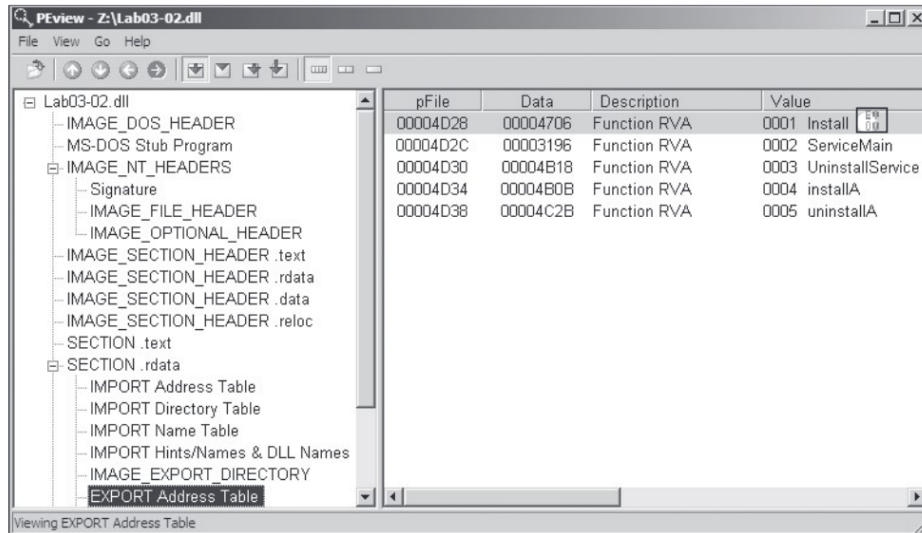 PEview - Z:\Lab03-02.dll
File View Go Help
Lab03-02.dll
IMAGE_DOS_HEADER
MS-DOS Stub Program
IMAGE_NT_HEADERS
Signature
IMAGE_FILE_HEADER
IMAGE_OPTIONAL_HEADER
IMAGE_SECTION_HEADER .text
IMAGE_SECTION_HEADER .rdata
IMAGE_SECTION_HEADER .data
IMAGE_SECTION_HEADER .reloc
SECTION .text
SECTION .rdata
IMPORT Address Table
IMPORT Directory Table
IMPORT Name Table
IMPORT Hints/Names & DLL Names
IMAGE_EXPORT_DIRECTORY
EXPORT Address Table
pFile Data Description Value
00004D28 00004706 Function RVA 0001 Install
00004D2C 00003196 Function RVA 0002 ServiceMain
00004D30 00004B18 Function RVA 0003 UninstallService
00004D34 00004B0B Function RVA 0004 installA
00004D38 00004C2B Function RVA 0005 uninstallA
Viewing EXPORT Address Table